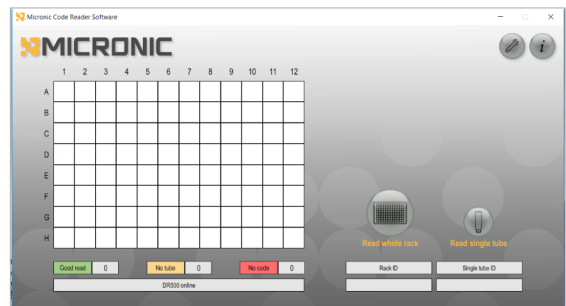 Micronic Code Reader Software
MICRONIC
1 2 3 4 5 6 7 8 9 10 11 12
A
B
C
D
E
F
G
H
Read whole rack Read single tube
Good read 0 No tube 0 No code 0 Rack ID Single tube ID
DR500 online